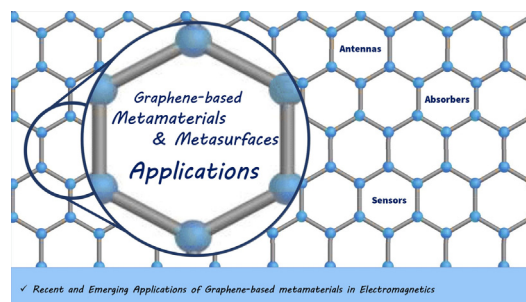 Graphene-based
Metamaterials
& Metasurfaces
Applications
Antennas
Absorbers
Sensors
✓ Recent and Emerging Applications of Graphene-based metamaterials in Electromagnetics